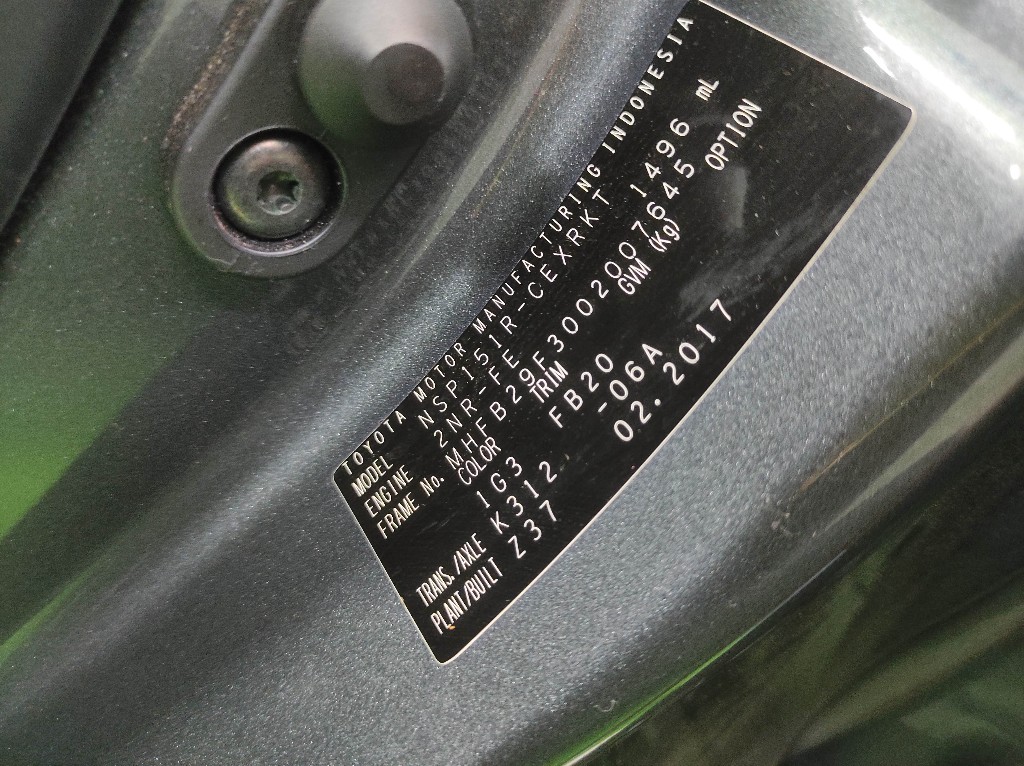 TOYOTA MOTOR MANUFACTURING INDONESIA
MODEL NSP151R-CEXRKT
ENGINE 2NR-FE 1496 mL
FRAME No. MHFB29F3002007645
COLOR TRIM GVM (Kg) OPTION
1G3 FB20
TRANS./AXLE K312 -06A
PLANT/BUILT Z37 02.2017